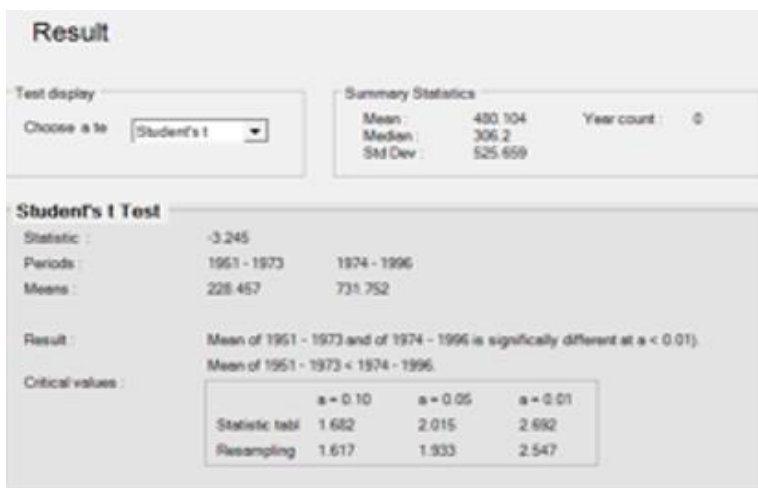 Result
Test display
Choose a te Student's t
Summary Statistics
Mean : 480.104 Year count : 0
Median : 306.2
Std Dev : 525.659
Student's t Test
Statistic : -3.245
Periods : 1951 - 1973 1974 - 1996
Means : 228.457 731.752
Result : Mean of 1951 - 1973 and of 1974 - 1996 is significally different at a < 0.01).
Mean of 1951 - 1973 < 1974 - 1996.
Critical values :
a = 0.10 a = 0.05 a = 0.01
Statistic tabl 1.682 2.015 2.692
Resampling 1.617 1.933 2.547